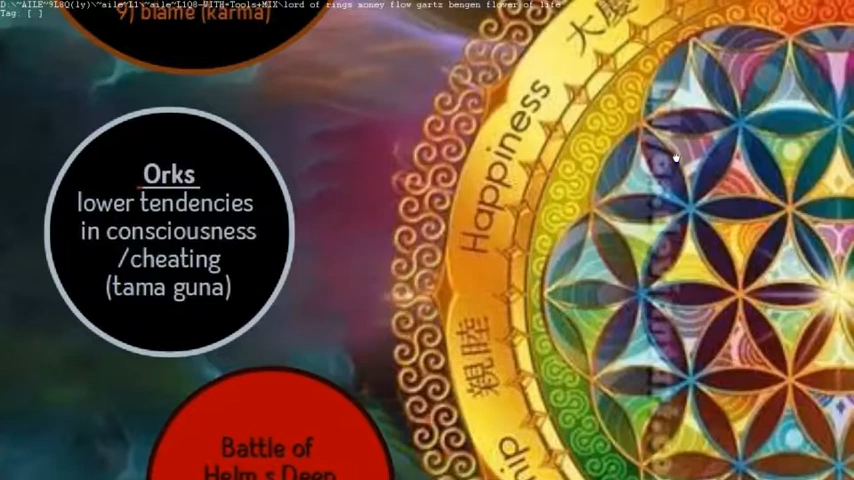 D:\~AILE~9L8Q(ly)\~aile~L1\~aile~L1Q8-WITH+Tools+MIX\lord of rings money flow gartz bengen flower of life
Tag: [ ]
9) blame (karma)
Orks
lower tendencies
in consciousness
/cheating
(tama guna)
Battle of
Helm s Deep
Happiness
親睦
hip